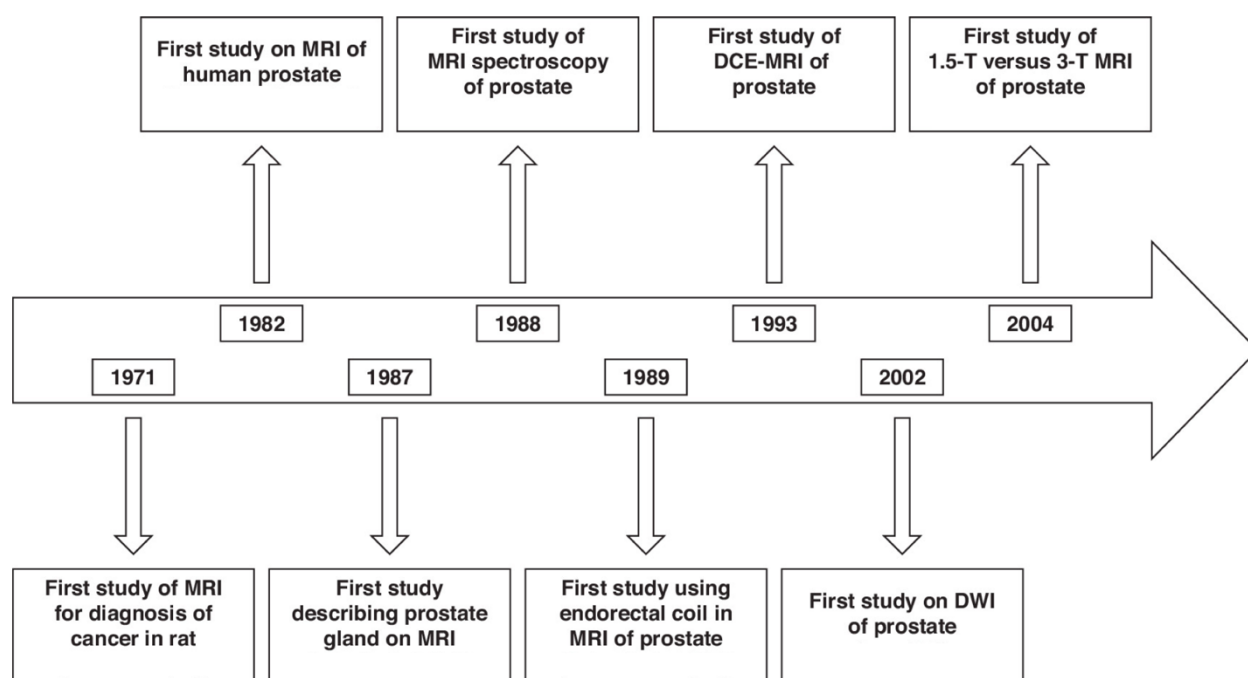 First study on MRI of
human prostate
First study of
MRI spectroscopy
of prostate
First study of
DCE-MRI of
prostate
First study of
1.5-T versus 3-T MRI
of prostate
1982
1988
1993
2004
1971
1987
1989
2002
First study of MRI
for diagnosis of
cancer in rat
First study
describing prostate
gland on MRI
First study using
endorectal coil in
MRI of prostate
First study on DWI
of prostate